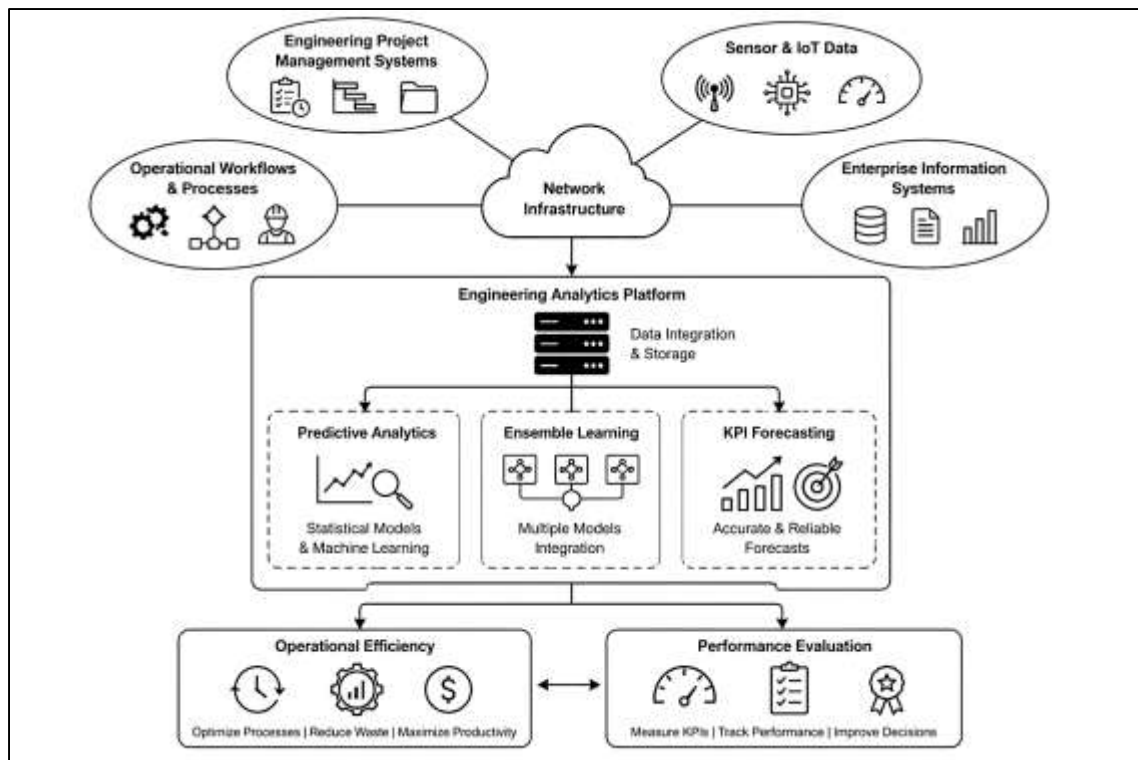 Engineering Project
Management Systems
Sensor & IoT Data
Operational Workflows
& Processes
Network
Infrastructure
Enterprise Information
Systems
Engineering Analytics Platform
Data Integration
& Storage
Predictive Analytics
Statistical Models
& Machine Learning
Ensemble Learning
Multiple Models
Integration
KPI Forecasting
Accurate & Reliable
Forecasts
Operational Efficiency
$
Optimize Processes | Reduce Waste | Maximize Productivity
Performance Evaluation
Measure KPIs | Track Performance | Improve Decisions